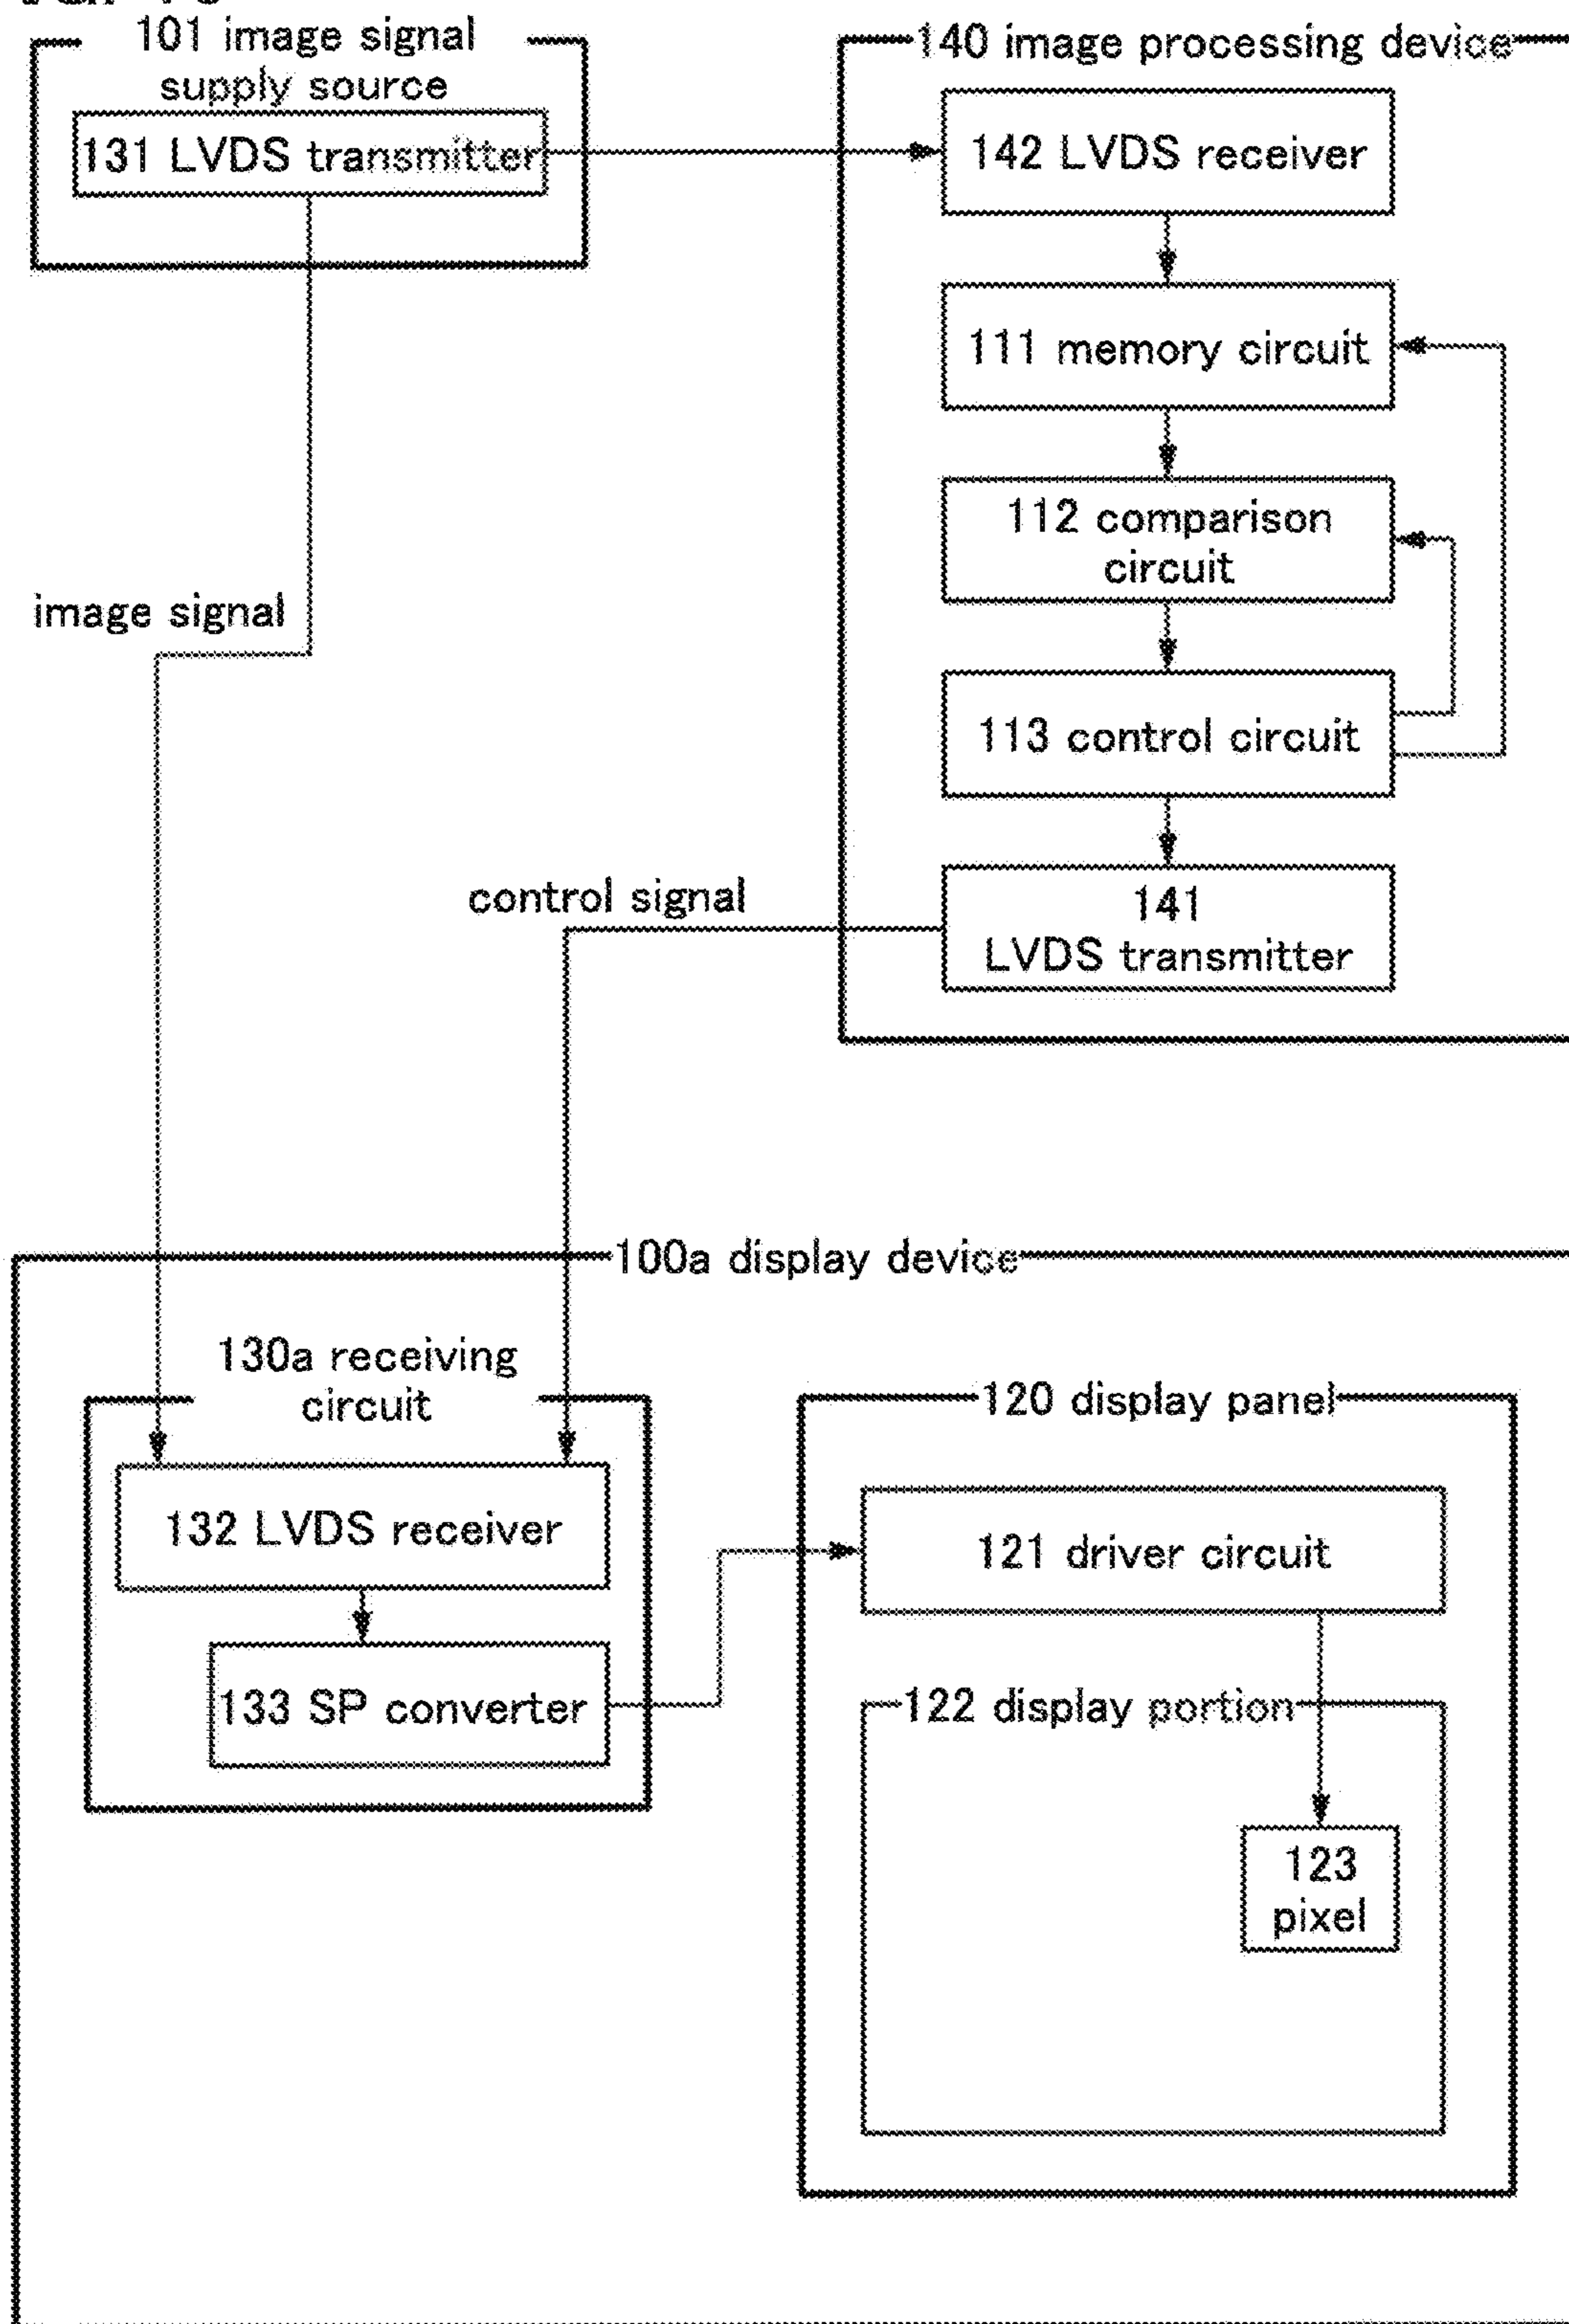 101 image signal
supply source
131 LVDS transmitter
140 image processing device
142 LVDS receiver
111 memory circuit
112 comparison
circuit
113 control circuit
141
LVDS transmitter
image signal
control signal
100a display device
130a receiving
circuit
132 LVDS receiver
133 SP converter
120 display panel
121 driver circuit
122 display portion
123
pixel